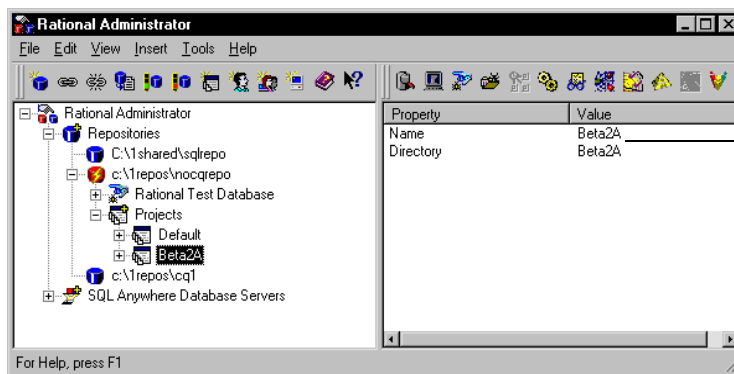 Rational Administrator
File Edit View Insert Tools Help
Rational Administrator
Repositories
C:\1shared\sqlrepo
c:\1repos\nocqrepo
Rational Test Database
Projects
Default
Beta2A
c:\1repos\cq1
SQL Anywhere Database Servers
Property Value
Name Beta2A
Directory Beta2A
For Help, press F1